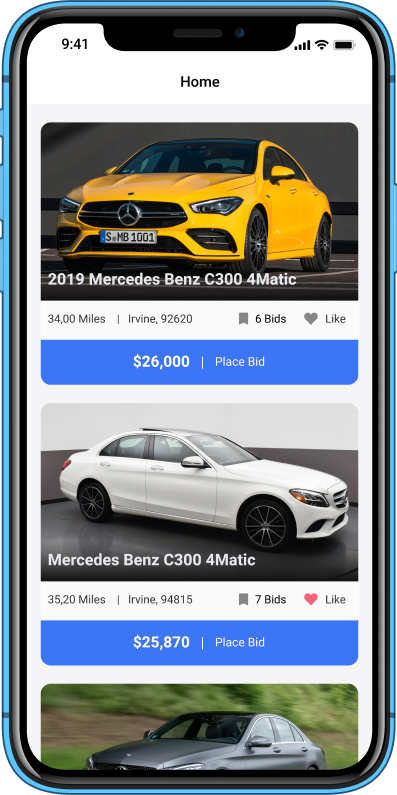 9:41
Home
S MB 1001
2019 Mercedes Benz C300 4Matic
34,00 Miles | Irvine, 92620 6 Bids Like
$26,000 | Place Bid
Mercedes Benz C300 4Matic
35,20 Miles | Irvine, 94815 7 Bids Like
$25,870 | Place Bid